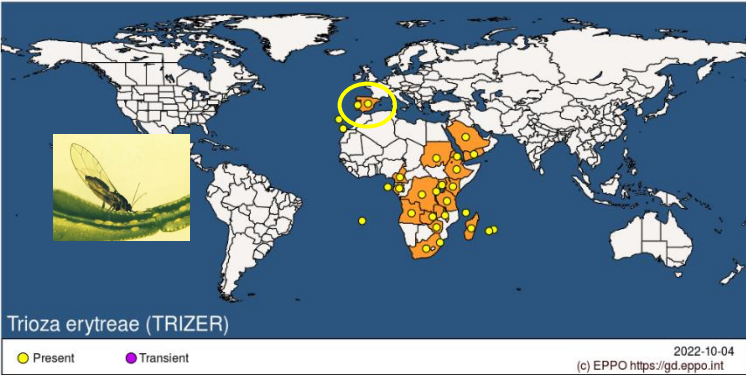 Trioza erytreae (TRIZER)
Present
Transient
2022-10-04
(c) EPPO https://gd.eppo.int